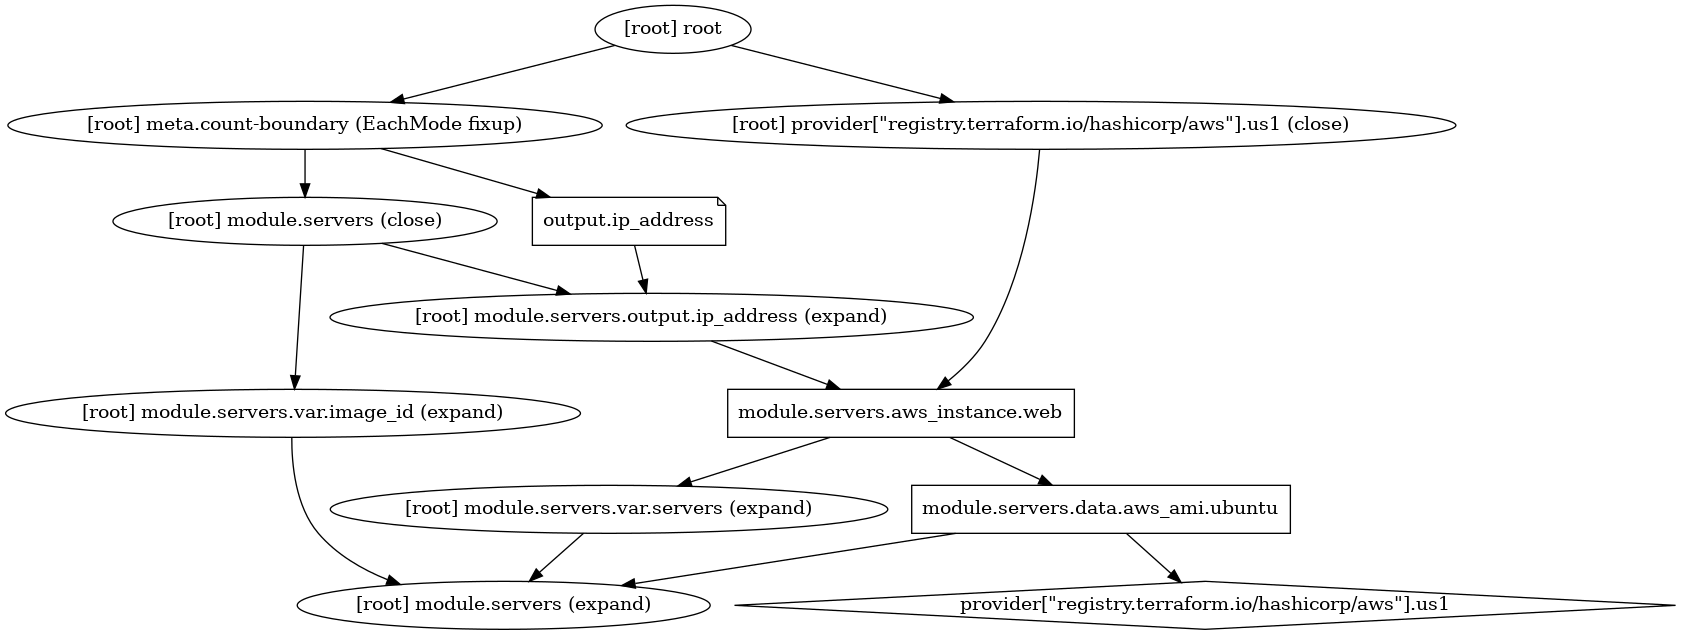 [root] root
[root] meta.count-boundary (EachMode fixup)
[root] provider[\"registry.terraform.io/hashicorp/aws\"].us1 (close)
[root] module.servers (close)
output.ip_address
[root] module.servers.output.ip_address (expand)
[root] module.servers.var.image_id (expand)
module.servers.aws_instance.web
[root] module.servers.var.servers (expand)
module.servers.data.aws_ami.ubuntu
[root] module.servers (expand)
provider[\"registry.terraform.io/hashicorp/aws\"].us1